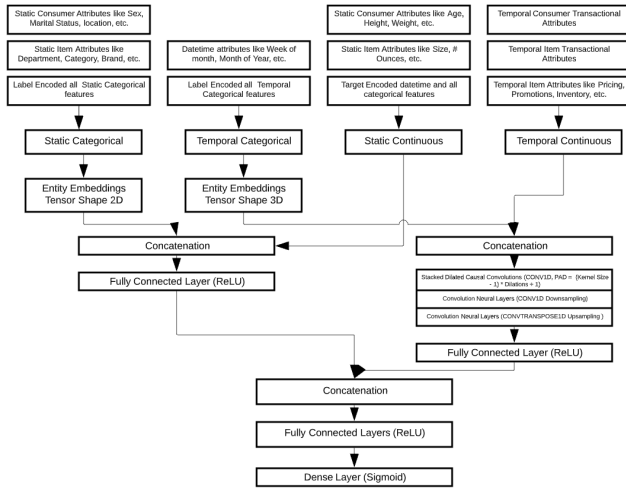 Static Consumer Attributes like Sex,
Marital Status, location, etc.
Static Consumer Attributes like Age,
Height, Weight, etc.
Temporal Consumer Transactional
Attributes
Static Item Attributes like
Department, Category, Brand, etc.
Datetime attributes like Week of
month, Month of Year, etc.
Static Item Attributes like Size, #
Ounces, etc.
Temporal Item Transactional
Attributes
Label Encoded all Static Categorical
features
Label Encoded all Temporal
Categorical features
Target Encoded datetime and all
categorical features
Temporal Item Attributes like Pricing,
Promotions, Inventory, etc.
Static Categorical
Temporal Categorical
Static Continuous
Temporal Continuous
Entity Embeddings
Tensor Shape 2D
Entity Embeddings
Tensor Shape 3D
Concatenation
Concatenation
Fully Connected Layer (ReLU)
Stacked Dilated Causal Convolutions (CONV1D, PAD = (Kernel Size
- 1) * Dilations + 1)
Convolution Neural Layers (CONV1D Downsampling)
Convolution Neural Layers (CONVTRANSPOSE1D Upsampling )
Fully Connected Layer (ReLU)
Concatenation
Fully Connected Layers (ReLU)
Dense Layer (Sigmoid)